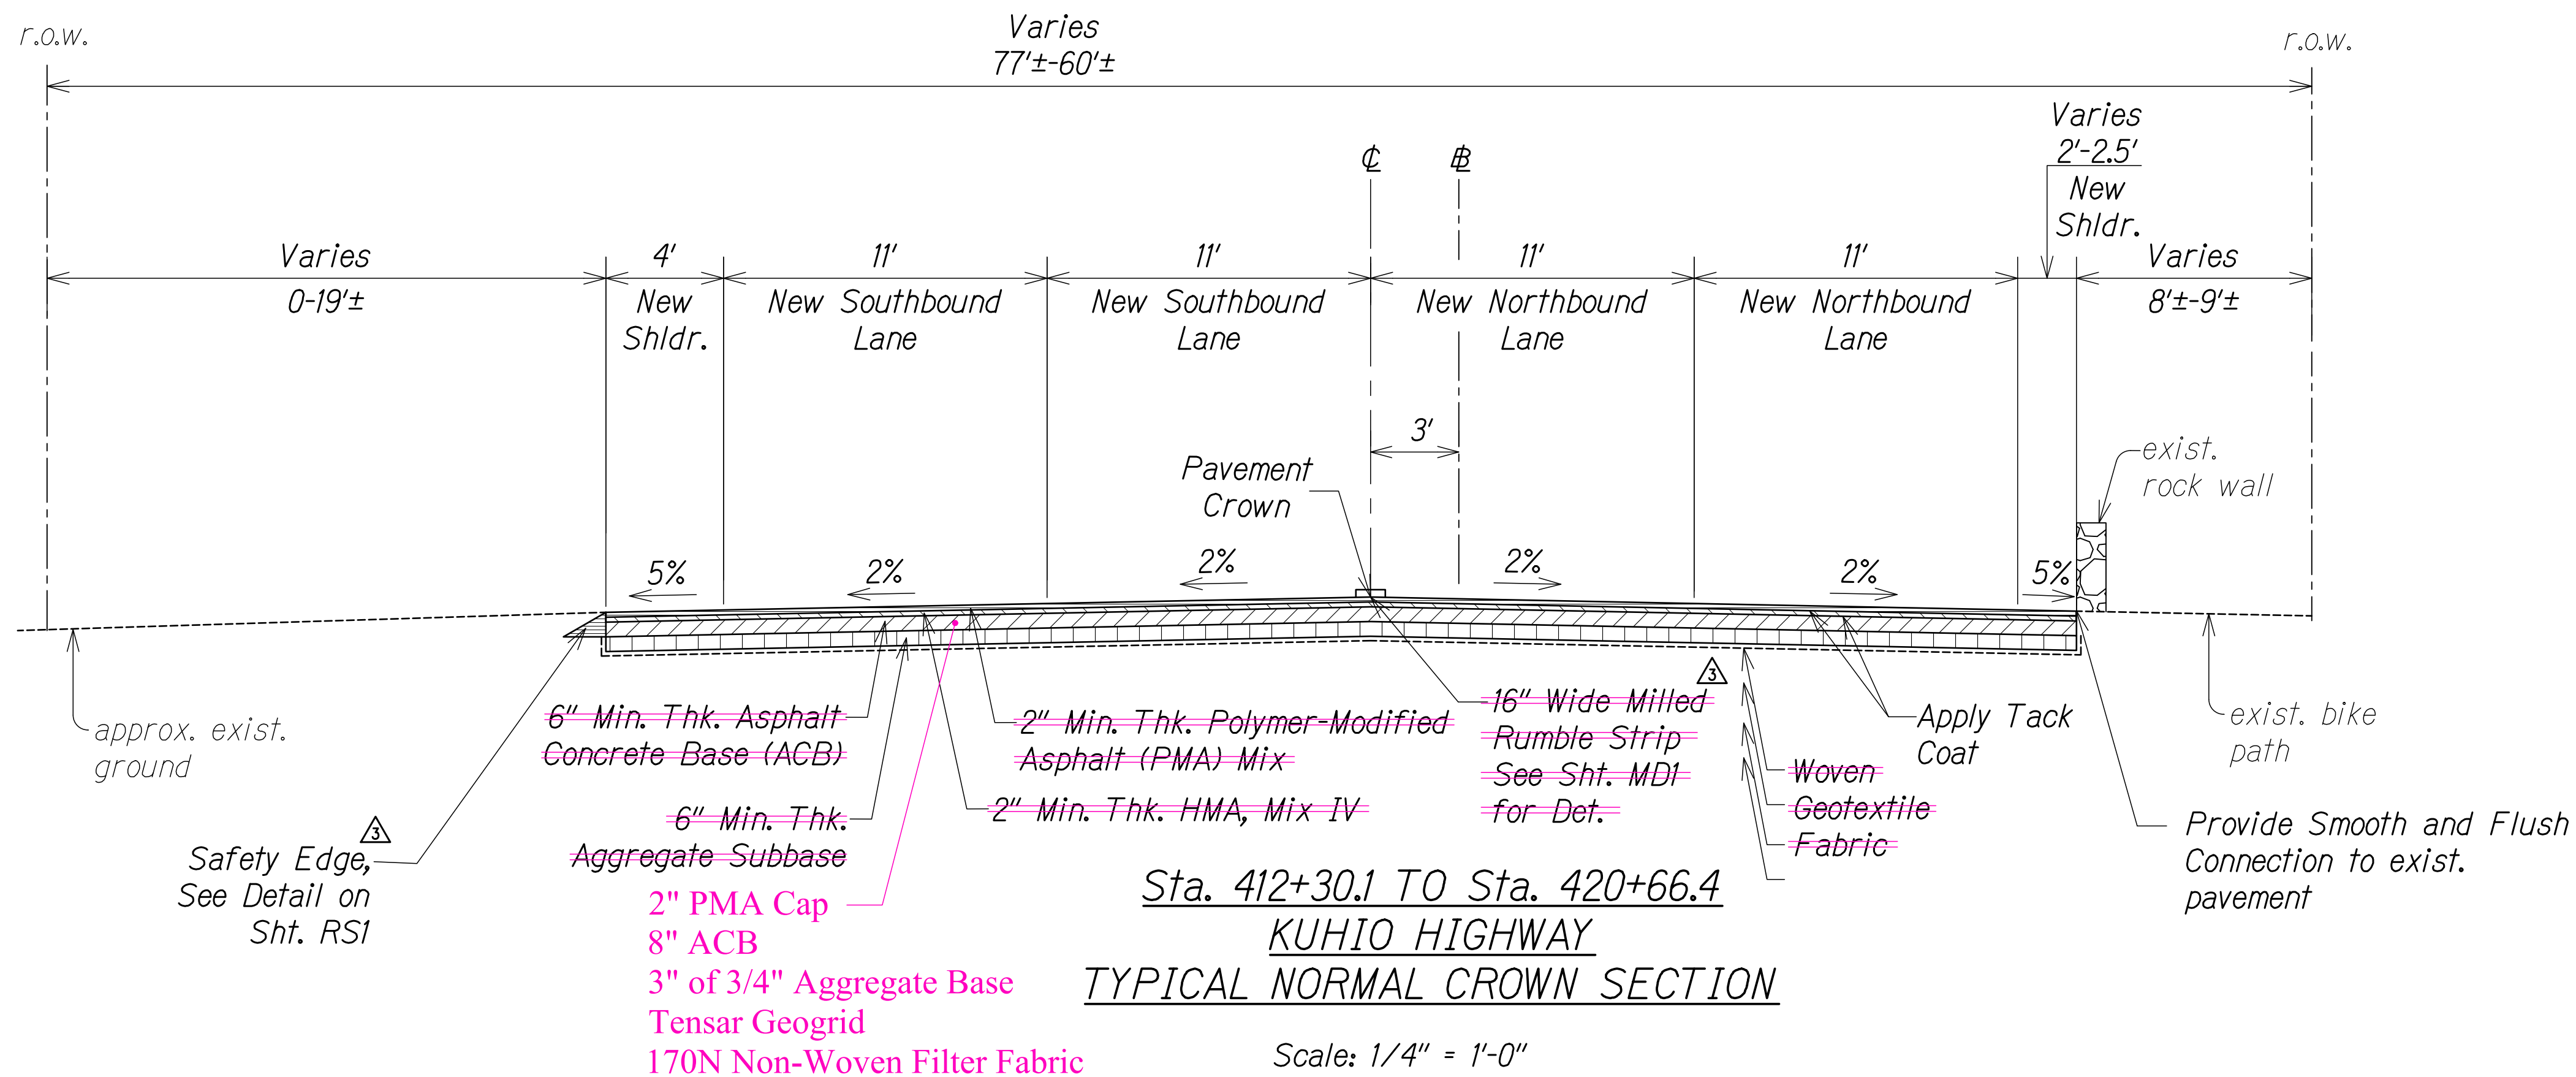 r.o.w.
Varies
77'±-60'±
r.o.w.
Varies
2'-2.5'
New
Shldr.
℄
B
Varies
0-19'±
4'
New
Shldr.
11'
New Southbound
Lane
11'
New Southbound
Lane
11'
New Northbound
Lane
11'
New Northbound
Lane
Varies
8'±-9'±
3'
Pavement
Crown
exist.
rock wall
5%
2%
2%
2%
2%
5%
approx. exist.
ground
6" Min. Thk. Asphalt
Concrete Base (ACB)
6" Min. Thk.
Aggregate Subbase
2" Min. Thk. Polymer-Modified
Asphalt (PMA) Mix
2" Min. Thk. HMA, Mix IV
3
16" Wide Milled
Rumble Strip
See Sht. MD1
for Det.
Woven
Geotextile
Fabric
Apply Tack
Coat
exist. bike
path
3
Safety Edge,
See Detail on
Sht. RS1
Provide Smooth and Flush
Connection to exist.
pavement
2" PMA Cap
8" ACB
3" of 3/4" Aggregate Base
Tensar Geogrid
170N Non-Woven Filter Fabric
Sta. 412+30.1 TO Sta. 420+66.4
KUHIO HIGHWAY
TYPICAL NORMAL CROWN SECTION
Scale: 1/4" = 1'-0"